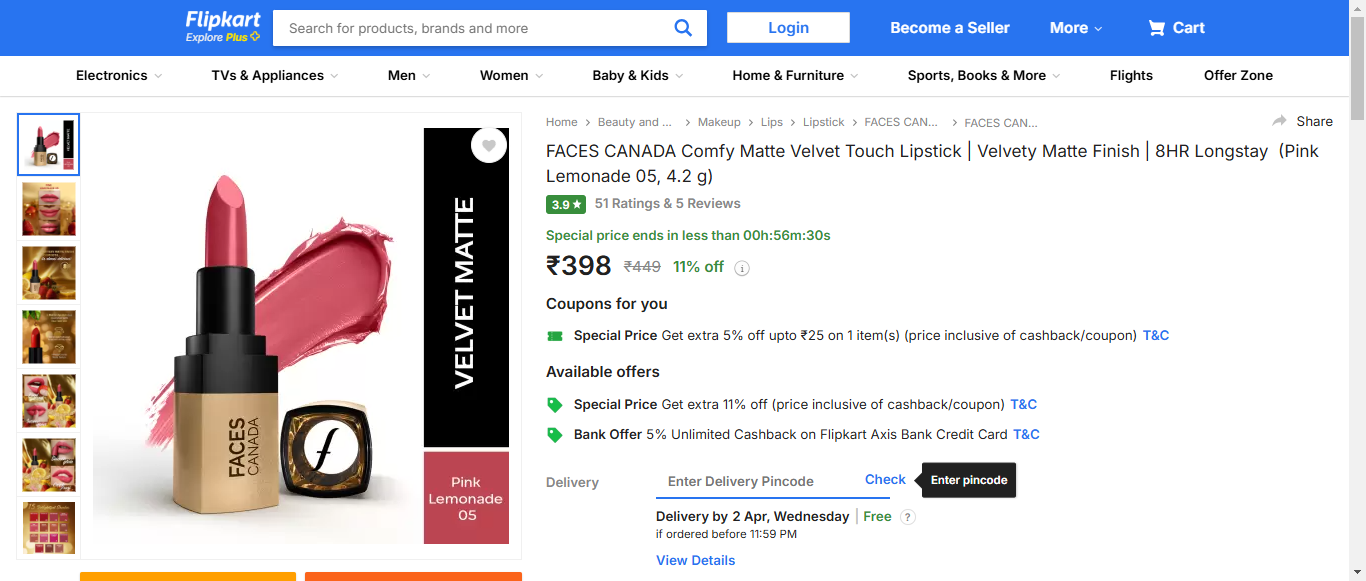 Flipkart
Explore Plus
Search for products, brands and more
Login
Become a Seller
More
Cart
Electronics
TVs & Appliances
Men
Women
Baby & Kids
Home & Furniture
Sports, Books & More
Flights
Offer Zone
VELVET MATTE
FACES
CANADA
f
Pink
Lemonade
05
Home
Beauty and ...
Makeup
Lips
Lipstick
FACES CAN...
FACES CAN...
Share
FACES CANADA Comfy Matte Velvet Touch Lipstick | Velvety Matte Finish | 8HR Longstay (Pink
Lemonade 05, 4.2 g)
3.9★ 51 Ratings & 5 Reviews
Special price ends in less than 00h:56m:30s
₹398 ₹449 11% off i
Coupons for you
Special Price Get extra 5% off upto ₹25 on 1 item(s) (price inclusive of cashback/coupon) T&C
Available offers
Special Price Get extra 11% off (price inclusive of cashback/coupon) T&C
Bank Offer 5% Unlimited Cashback on Flipkart Axis Bank Credit Card T&C
Delivery
Enter Delivery Pincode
Check
Enter pincode
Delivery by 2 Apr, Wednesday | Free ?
if ordered before 11:59 PM
View Details